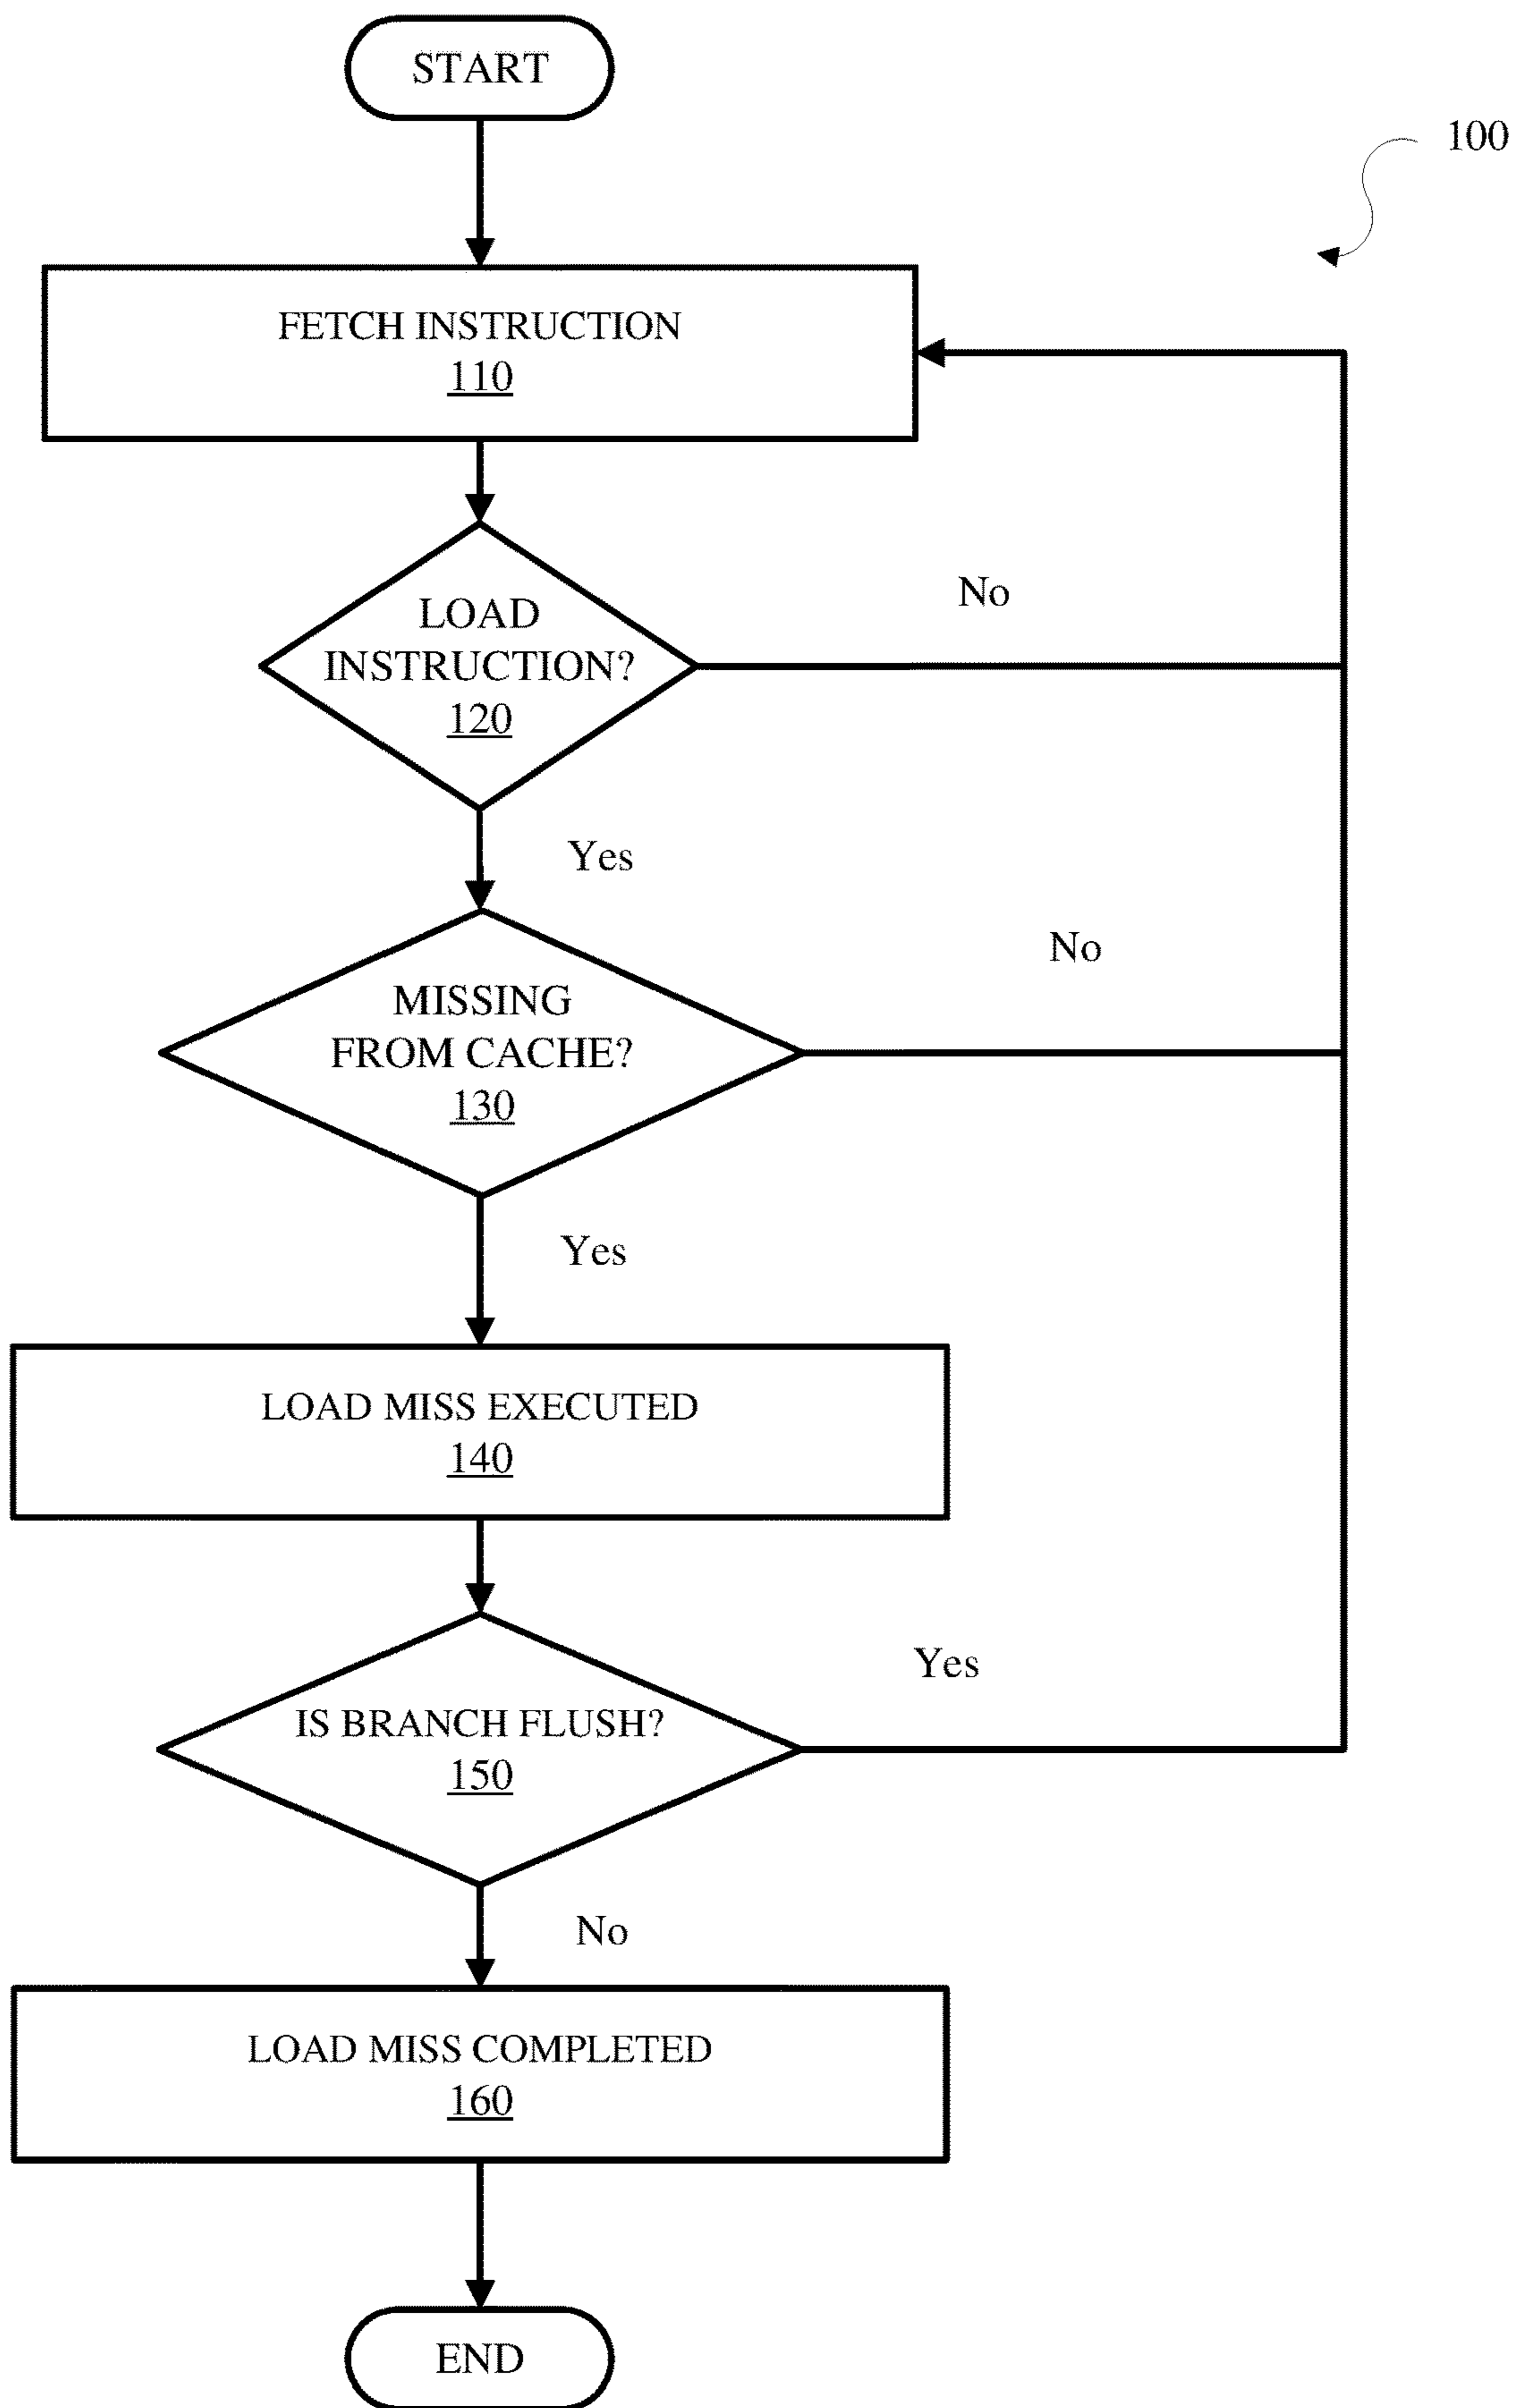 START
100
FETCH INSTRUCTION
110
No
LOAD
INSTRUCTION?
120
Yes
No
MISSING
FROM CACHE?
130
Yes
LOAD MISS EXECUTED
140
Yes
IS BRANCH FLUSH?
150
No
LOAD MISS COMPLETED
160
END